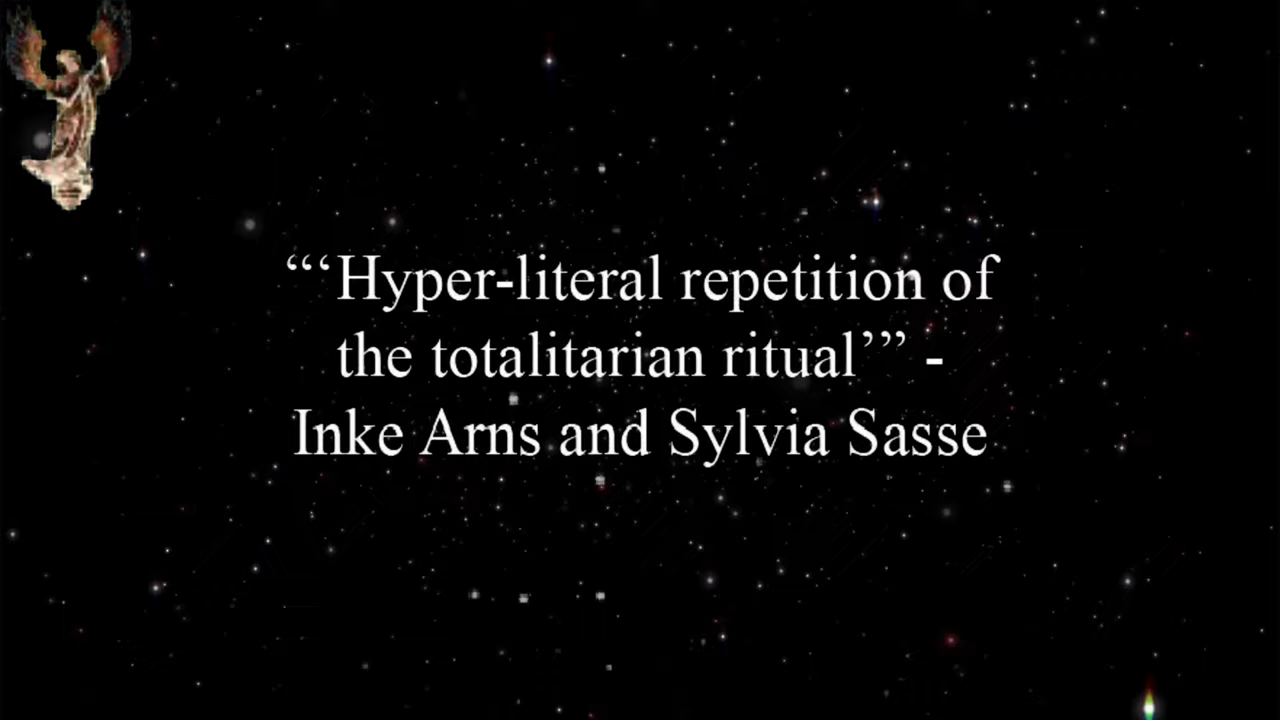 “‘Hyper-literal repetition of
the totalitarian ritual’” -
Inke Arns and Sylvia Sasse